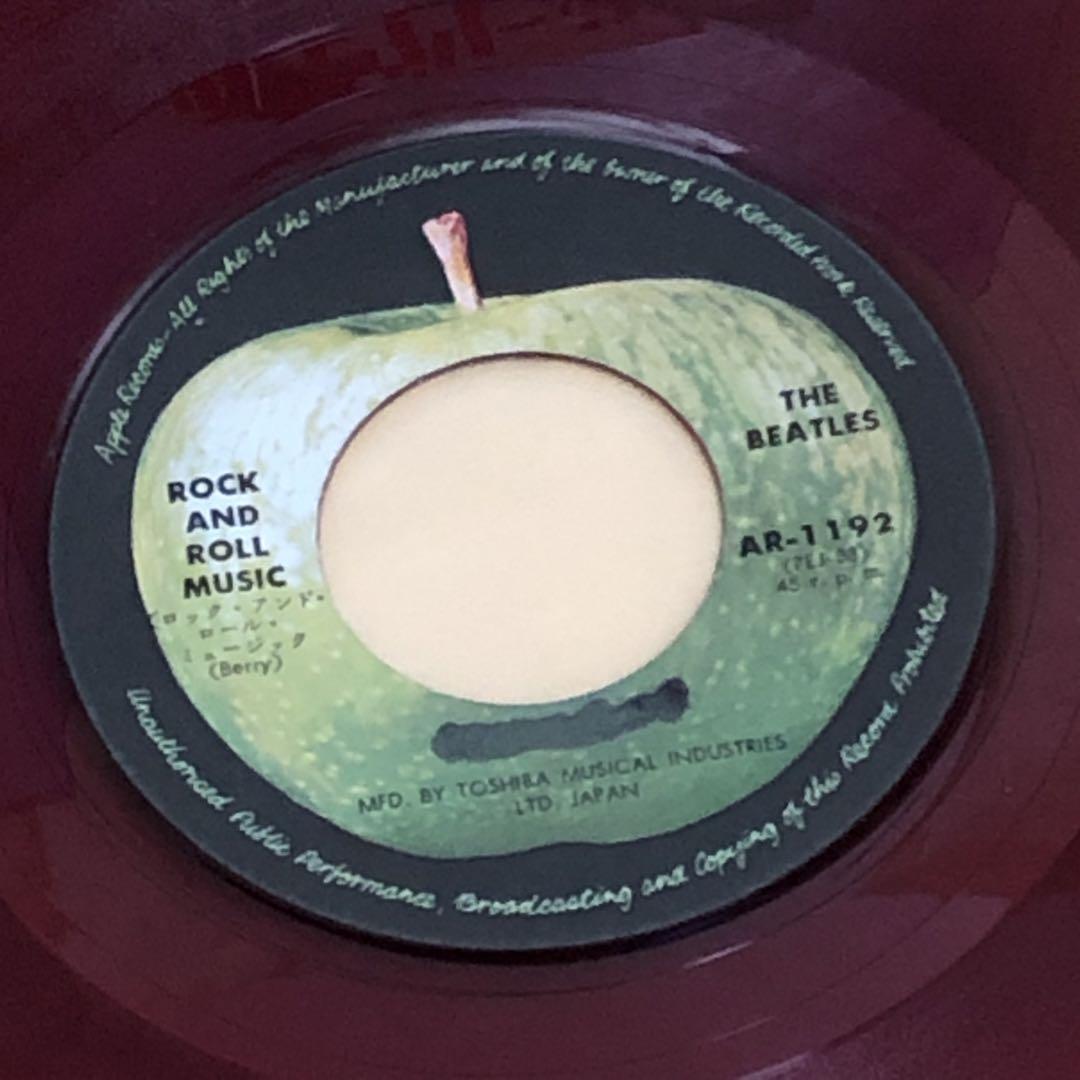 Apple Records—All Rights of the Manufacturer and of the Owner of the Recorded Work Reserved
THE
BEATLES
ROCK
AND
ROLL
MUSIC
ロック・アンド・
ロール・
ミュージック
(Berry)
AR-1192
45 r. p. m.
MFD. BY TOSHIBA MUSICAL INDUSTRIES
LTD. JAPAN
Unauthorized Public Performance, Broadcasting and Copying of this Record Prohibited